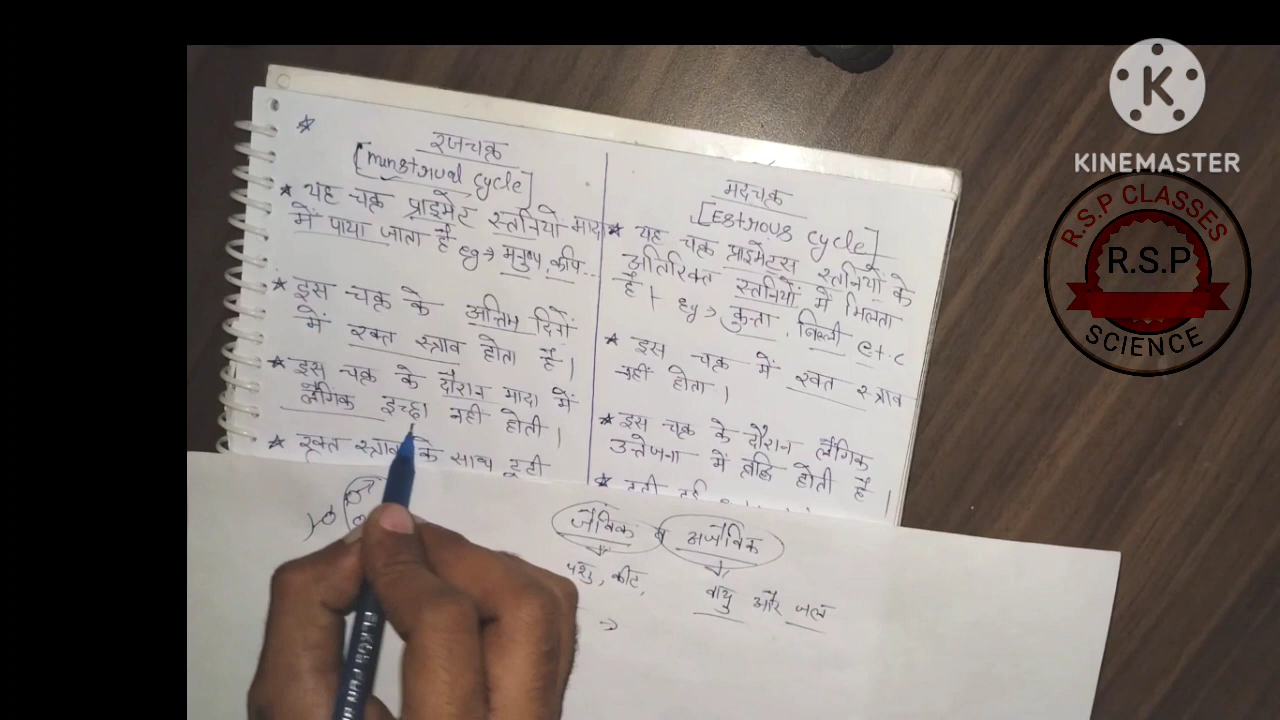 रजचक्र
[menstrual cycle]
★ यह चक्र प्राइमेट स्तनियो मादा
में पाया जाता है eg → मनुष्य, कपि...
★ इस चक्र के अन्तिम दिनों
में रक्त स्त्राव होता है।
★ इस चक्र के दौरान मादा में
लैंगिक इच्छा नही होती।
★ रक्त स्त्राव के साथ टूटी
मदचक्र
[Estrous cycle]
★ यह चक्र प्राइमेट्स स्तनियों के
अतिरिक्त स्तनियों में मिलता
है। eg → कुत्ता, बिल्ली e.t.c
★ इस चक्र में रक्त स्त्राव
नहीं होता।
★ इस चक्र के दौरान लैंगिक
उत्तेजना में वृद्धि होती है।
जैविक व अजैविक
पशु, कीट,
वायु और जल
KINEMASTER
R.S.P CLASSES
R.S.P
SCIENCE